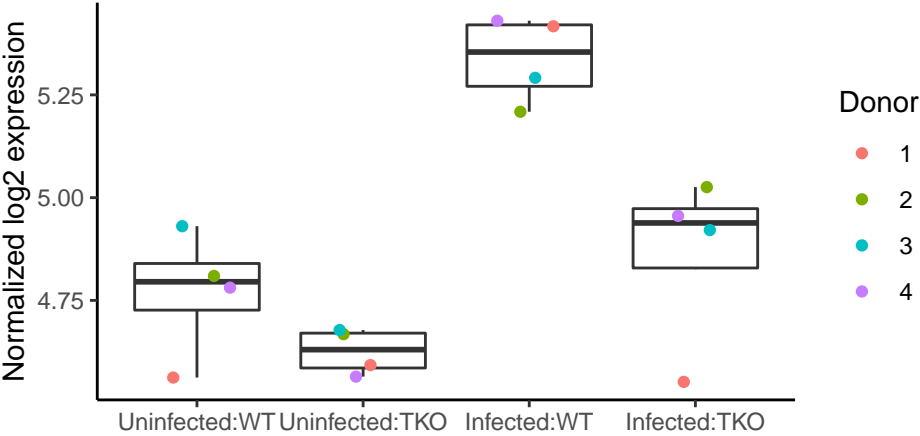 Normalized log2 expression
5.25
5.00
4.75
Uninfected:WT Uninfected:TKO Infected:WT Infected:TKO
Donor
1
2
3
4